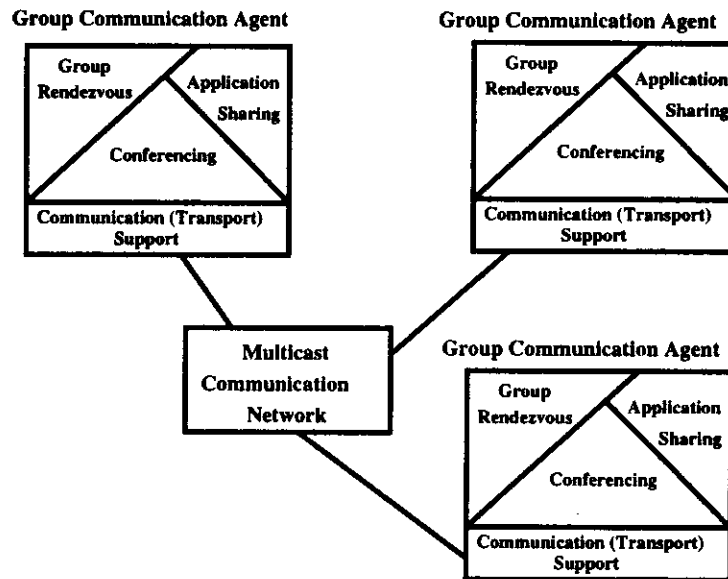 Group Communication Agent
Group
Rendezvous
Application
Sharing
Conferencing
Communication (Transport)
Support
Group Communication Agent
Group
Rendezvous
Application
Sharing
Conferencing
Communication (Transport)
Support
Multicast
Communication
Network
Group Communication Agent
Group
Rendezvous
Application
Sharing
Conferencing
Communication (Transport)
Support